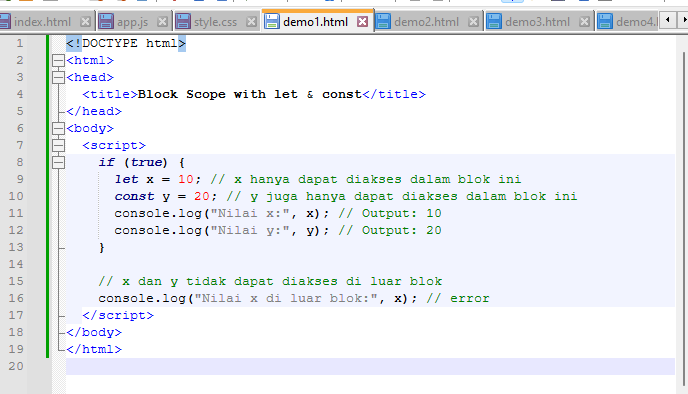 index.html app.js style.css demo1.html demo2.html demo3.html demo4.
1 <!DOCTYPE html>
2 <html>
3 <head>
4 <title>Block Scope with let & const</title>
5 </head>
6 <body>
7 <script>
8 if (true) {
9 let x = 10; // x hanya dapat diakses dalam blok ini
10 const y = 20; // y juga hanya dapat diakses dalam blok ini
11 console.log("Nilai x:", x); // Output: 10
12 console.log("Nilai y:", y); // Output: 20
13 }
14
15 // x dan y tidak dapat diakses di luar blok
16 console.log("Nilai x di luar blok:", x); // error
17 </script>
18 </body>
19 </html>
20